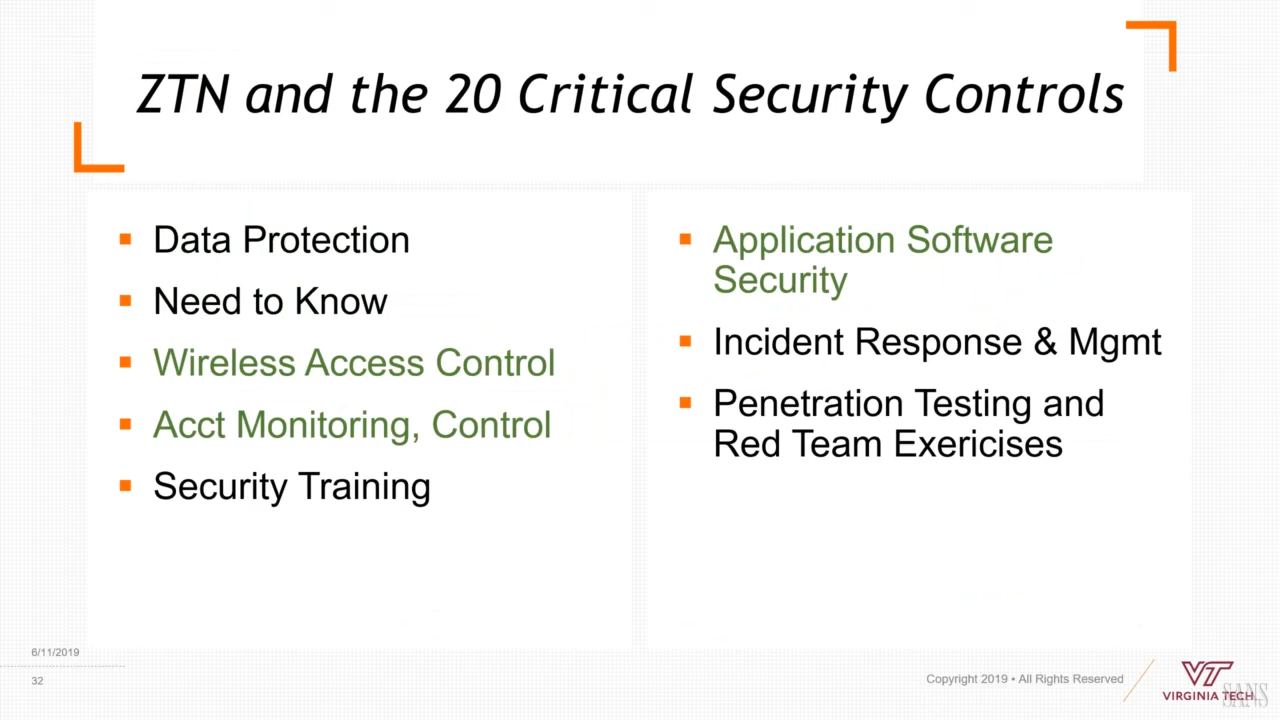 ZTN and the 20 Critical Security Controls
Data Protection
Need to Know
Wireless Access Control
Acct Monitoring, Control
Security Training
Application Software
Security
Incident Response & Mgmt
Penetration Testing and
Red Team Exericises
6/11/2019
32
Copyright 2019 • All Rights Reserved
VT
VIRGINIA TECH
SANS